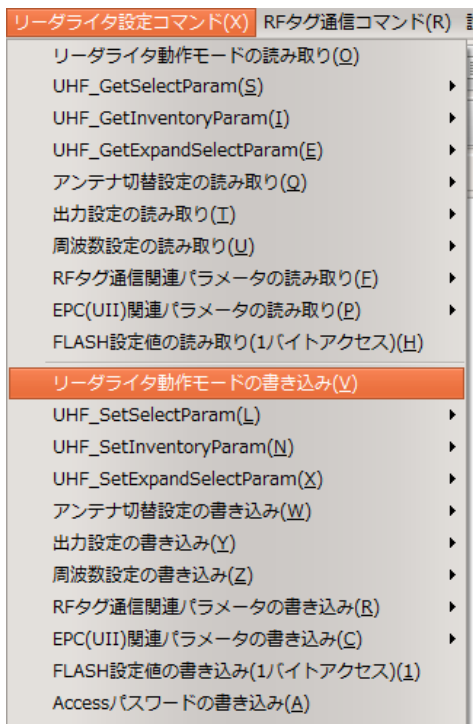 リーダライタ設定コマンド(X) RFタグ通信コマンド(R)
リーダライタ動作モードの読み取り(O)
UHF_GetSelectParam(S)
UHF_GetInventoryParam(I)
UHF_GetExpandSelectParam(E)
アンテナ切替設定の読み取り(Q)
出力設定の読み取り(T)
周波数設定の読み取り(U)
RFタグ通信関連パラメータの読み取り(F)
EPC(UII)関連パラメータの読み取り(P)
FLASH設定値の読み取り(1バイトアクセス)(H)
リーダライタ動作モードの書き込み(V)
UHF_SetSelectParam(L)
UHF_SetInventoryParam(N)
UHF_SetExpandSelectParam(X)
アンテナ切替設定の書き込み(W)
出力設定の書き込み(Y)
周波数設定の書き込み(Z)
RFタグ通信関連パラメータの書き込み(R)
EPC(UII)関連パラメータの書き込み(C)
FLASH設定値の書き込み(1バイトアクセス)(1)
Accessパスワードの書き込み(A)